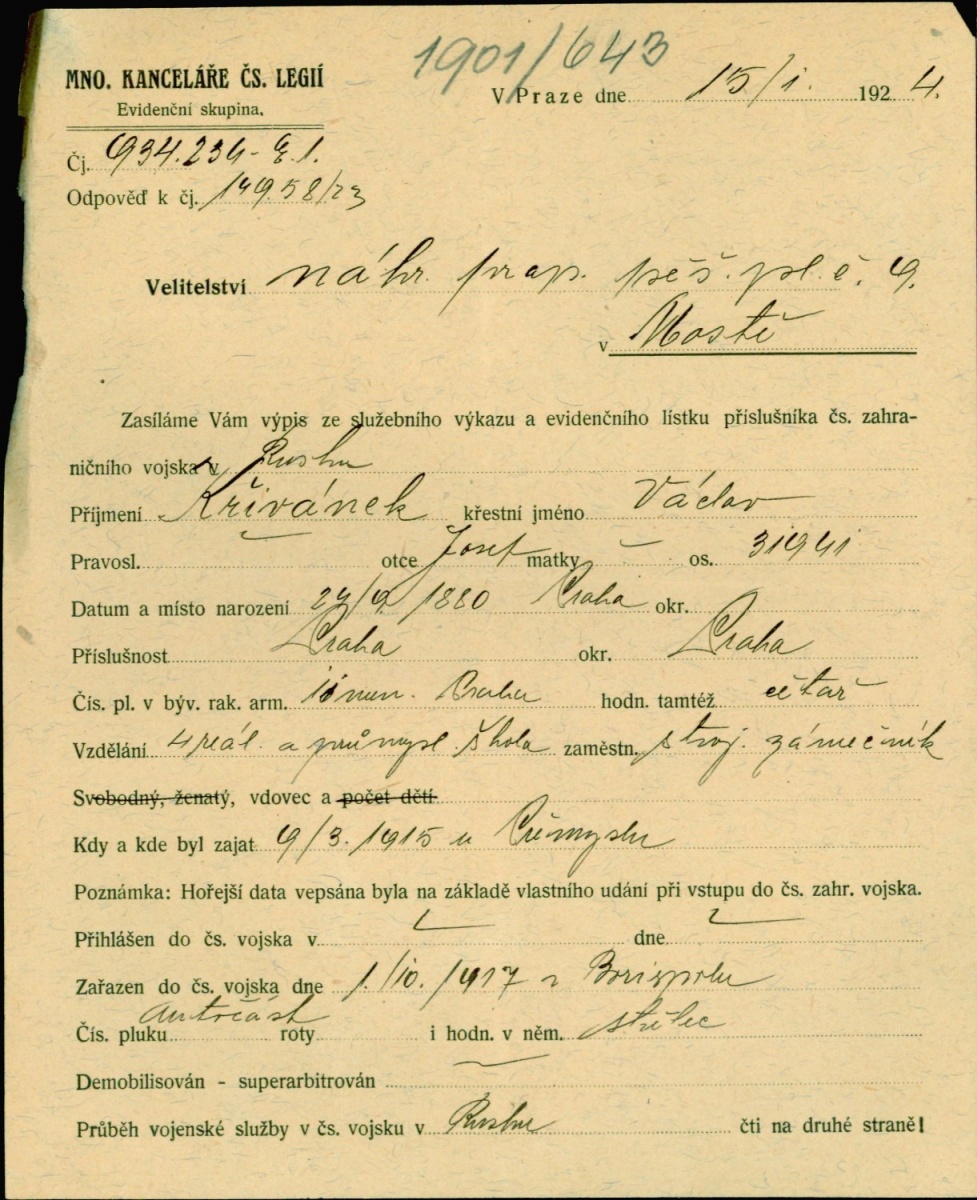 1901/643
MNO. KANCELÁŘE ČS. LEGIÍ
Evidenční skupina.
V Praze dne 15/I. 1924.
Čj. 934.234- E.1.
Odpověď k čj. 14958/23
Velitelství náhr. prap. pěš. pl. č. 9.
v Mostě
Zasíláme Vám výpis ze služebního výkazu a evidenčního lístku příslušníka čs. zahra-
ničního vojska v Rusku
Příjmení Křivánek křestní jméno Václav
Pravosl. otce Josef matky — os. 31941
Datum a místo narození 24/9 1880 Praha okr.
Příslušnost Praha okr. Praha
Čís. pl. v býv. rak. arm. Praha hodn. tamtéž četař
Vzdělání 4 reál. a průmysl. škola zaměstn. stroj. zámečník
Svobodný, ženatý, vdovec a počet dětí
Kdy a kde byl zajat 9/3. 1915 u Přemyslu
Poznámka: Hořejší data vepsána byla na základě vlastního udání při vstupu do čs. zahr. vojska.
Přihlášen do čs. vojska v dne
Zařazen do čs. vojska dne 1./10. 1917 v Borispolu
Autočást
Čís. pluku roty i hodn. v něm. střelec
Demobilisován - superarbitrován —
Průběh vojenské služby v čs. vojsku v Rusku čti na druhé straně!